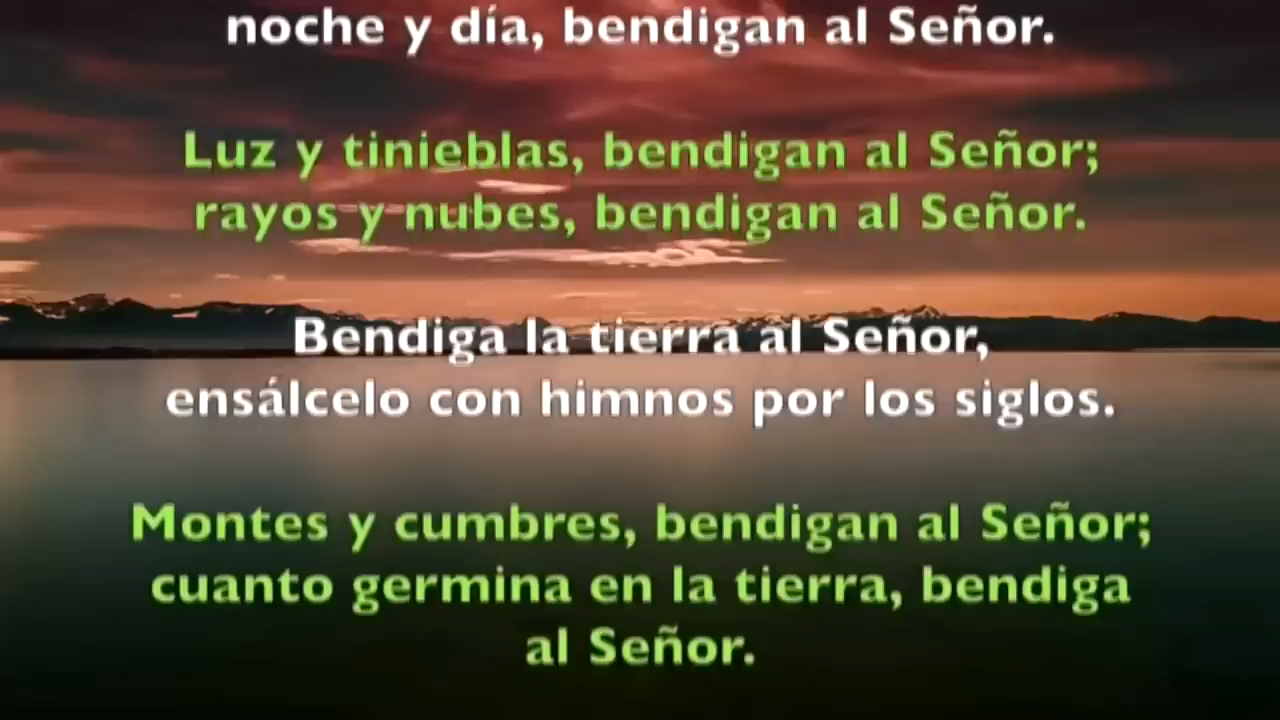 noche y día, bendigan al Señor.
Luz y tinieblas, bendigan al Señor;
rayos y nubes, bendigan al Señor.
Bendiga la tierra al Señor,
ensálcelo con himnos por los siglos.
Montes y cumbres, bendigan al Señor;
cuanto germina en la tierra, bendiga
al Señor.